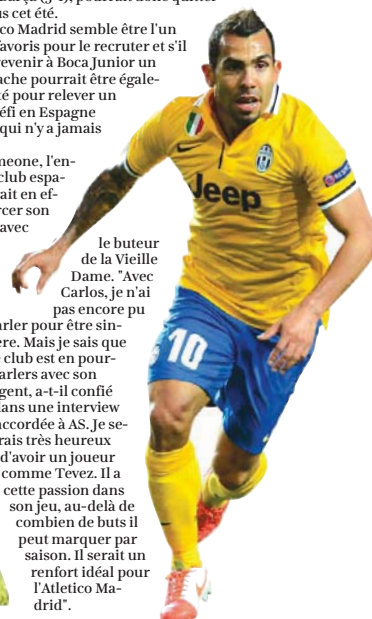 us cet été.
co Madrid semble être l'un
favoris pour le recruter et s'il
revenir à Boca Junior un
ache pourrait être égale-
té pour relever un
éfi en Espagne
qui n'y a jamais
meone, l'en-
club espa-
ait en ef-
rcer son
avec
le buteur
de la Vieille
Dame. "Avec
Carlos, je n'ai
pas encore pu
arler pour être sin-
ère. Mais je sais que
e club est en pour-
arlers avec son
gent, a-t-il confié
dans une interview
accordée à AS. Je se-
rais très heureux
d'avoir un joueur
comme Tevez. Il a
cette passion dans
son jeu, au-delà de
combien de buts il
peut marquer par
saison. Il serait un
renfort idéal pour
l'Atletico Ma-
drid".
Jeep
10